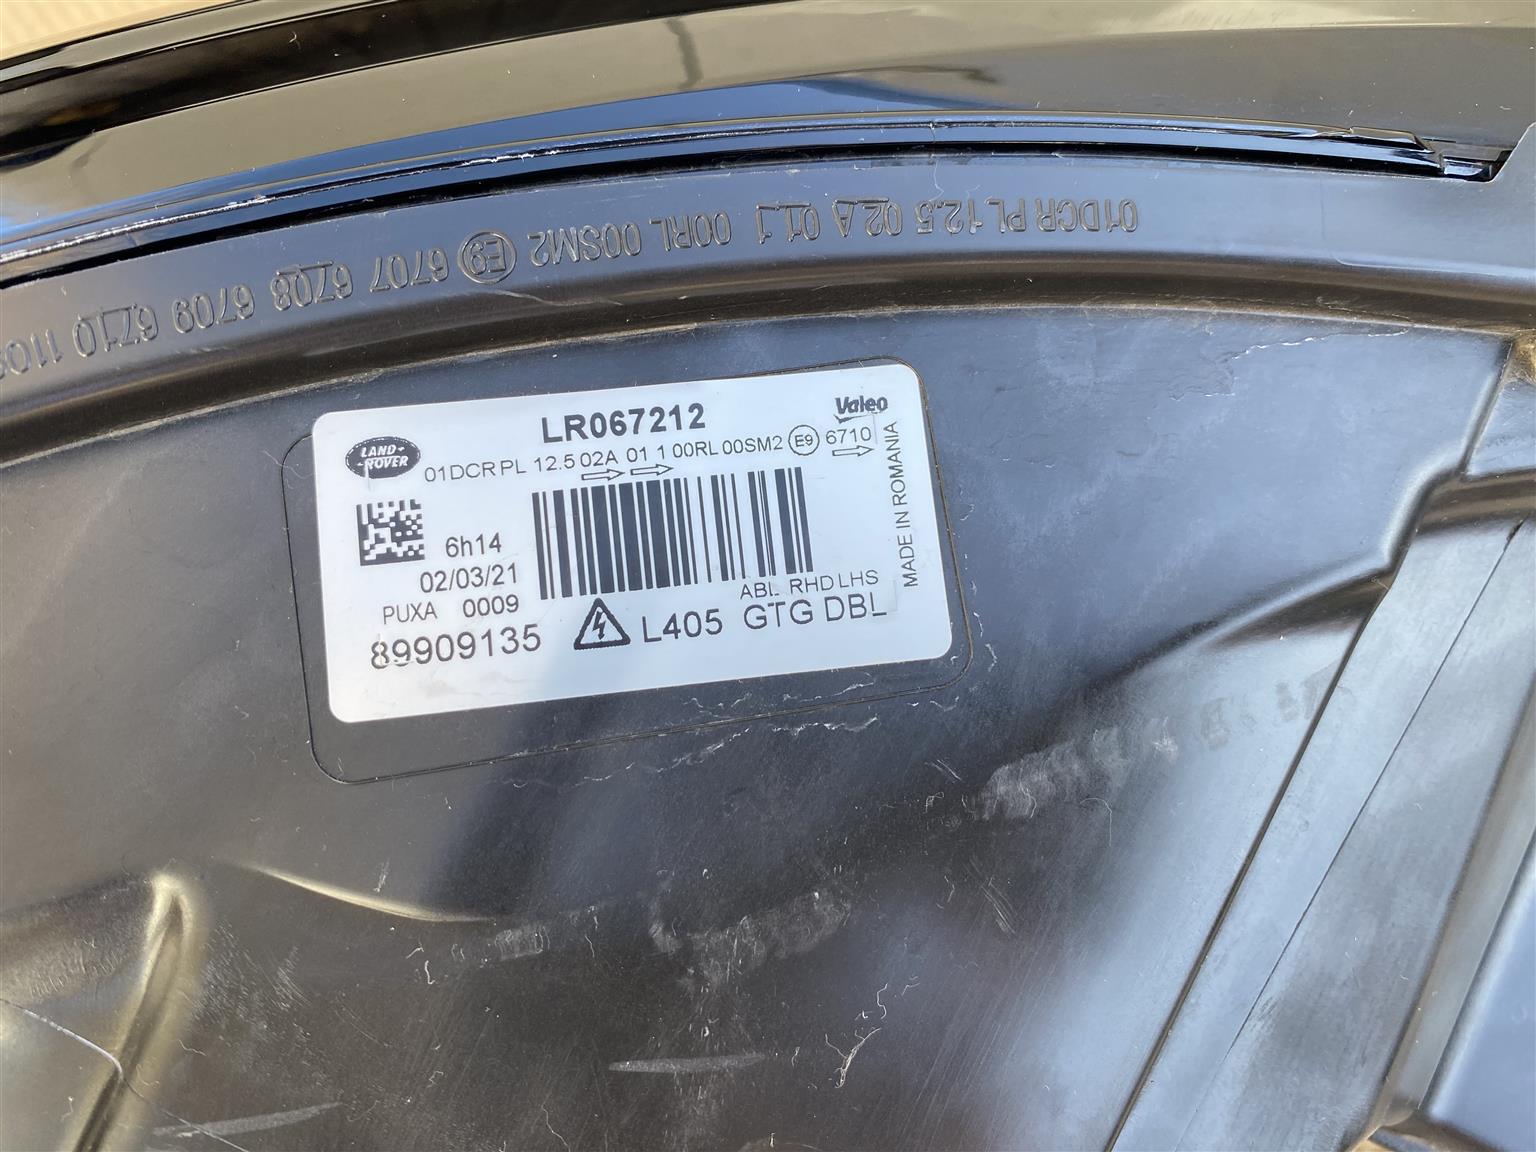 01DCR PL 12.5 02 A 01 1 00RL 00SM2 E9 6707 6708 6709 6710
LR067212
Valeo
LAND-
-ROVER
01DCR PL 12.5 02A 01 1 00RL 00SM2 E9 6710
MADE IN ROMANIA
6h14
02/03/21
PUXA 0009
ABL RHD LHS
89909135 L405 GTG DBL